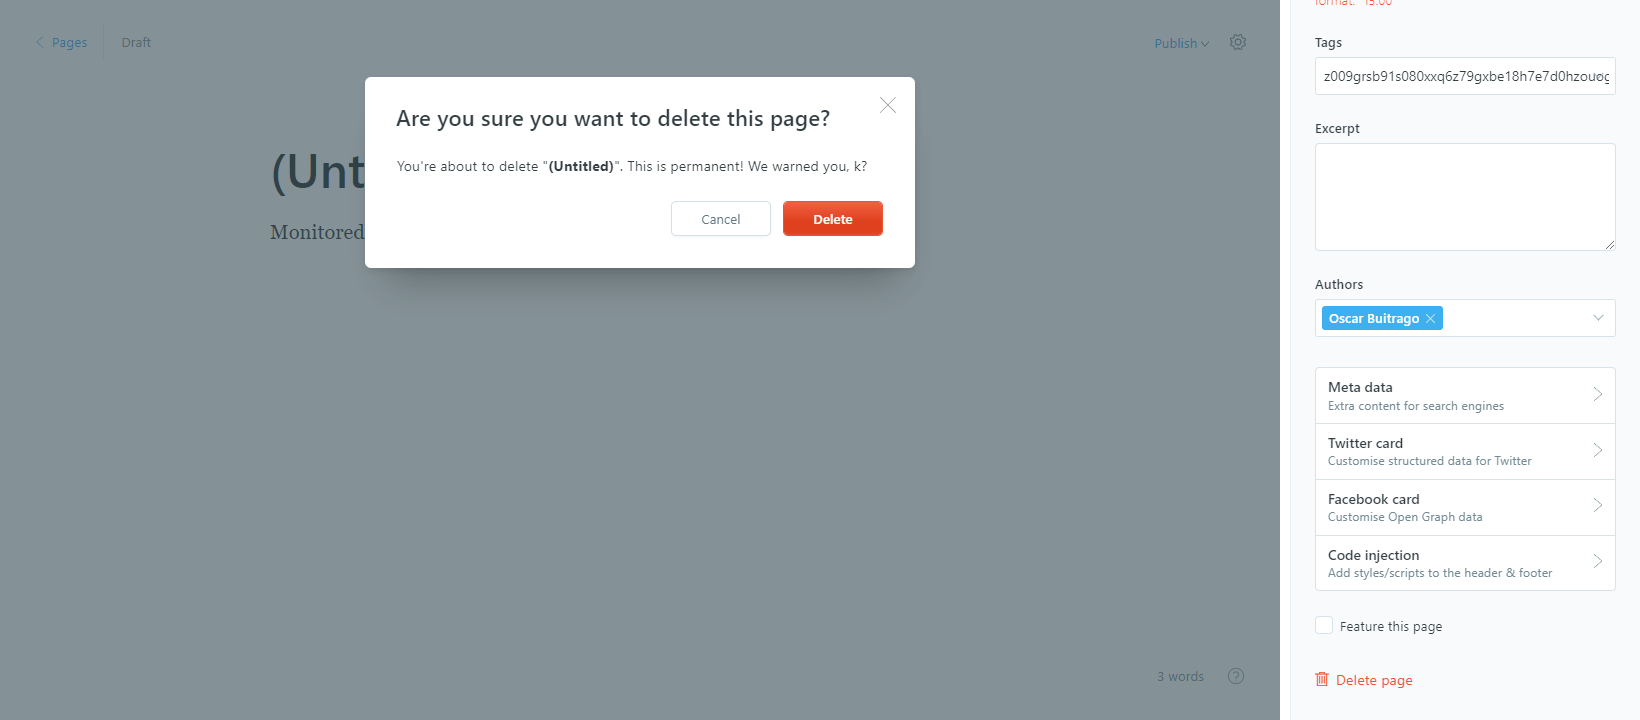 Pages
Draft
Publish
Are you sure you want to delete this page?
You're about to delete "(Untitled)". This is permanent! We warned you, k?
Cancel
Delete
(Unt
Monitored
3 words
?
format: "15:00"
Tags
Excerpt
Authors
Oscar Buitrago
Meta data
Extra content for search engines
Twitter card
Customise structured data for Twitter
Facebook card
Customise Open Graph data
Code injection
Add styles/scripts to the header & footer
Feature this page
Delete page